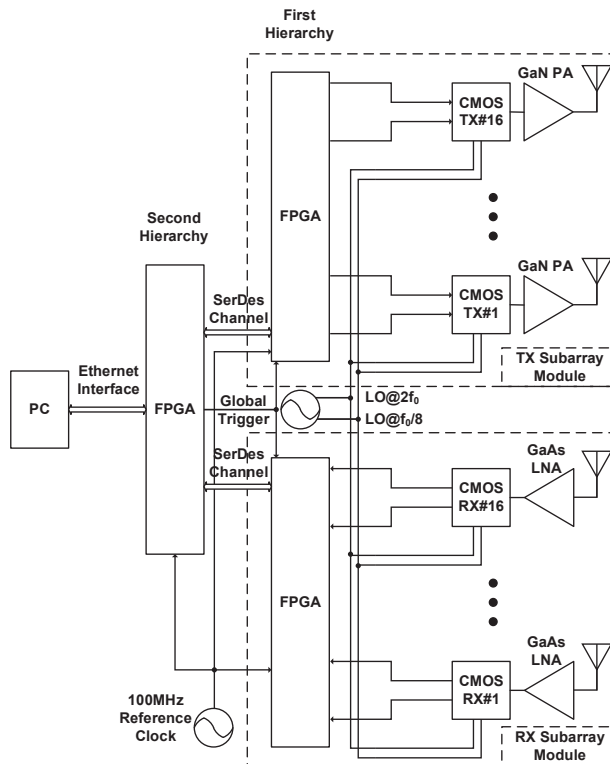 First
Hierarchy
GaN PA
CMOS
TX#16
FPGA
Second
Hierarchy
GaN PA
SerDes
Channel
CMOS
TX#1
Ethernet
Interface
TX Subarray
Module
PC
FPGA
Global
Trigger
LO@2f₀
LO@f₀/8
SerDes
Channel
GaAs
LNA
CMOS
RX#16
FPGA
GaAs
LNA
CMOS
RX#1
100MHz
Reference
Clock
RX Subarray
Module